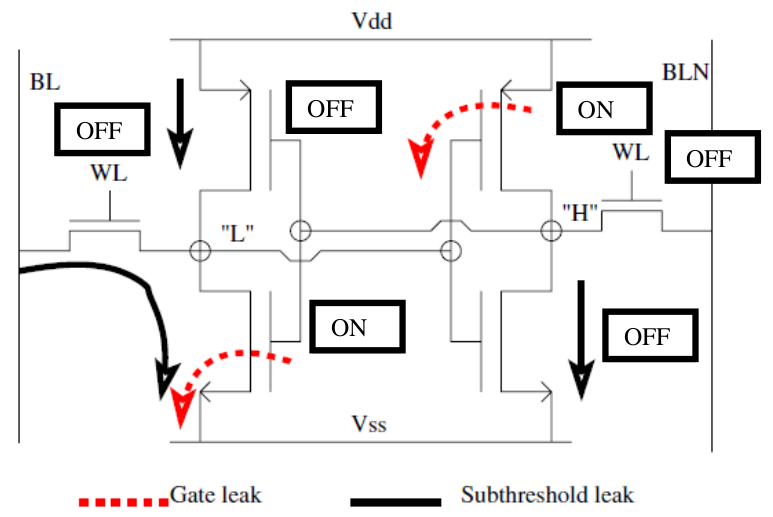 Vdd
BL
BLN
OFF
OFF
ON
OFF
WL
WL
"L"
"H"
ON
OFF
Vss
Gate leak
Subthreshold leak